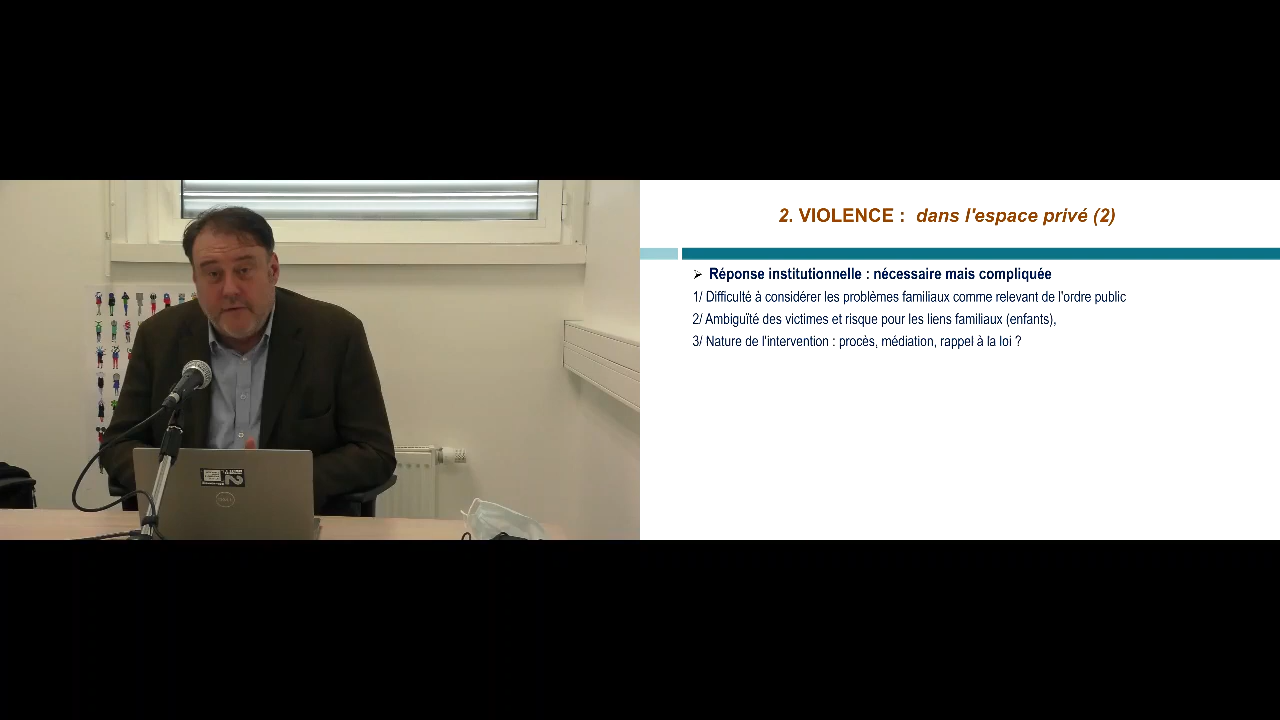 2. VIOLENCE : dans l'espace privé (2)
➢ Réponse institutionnelle : nécessaire mais compliquée
1/ Difficulté à considérer les problèmes familiaux comme relevant de l'ordre public
2/ Ambiguïté des victimes et risque pour les liens familiaux (enfants),
3/ Nature de l'intervention : procès, médiation, rappel à la loi ?
DELL